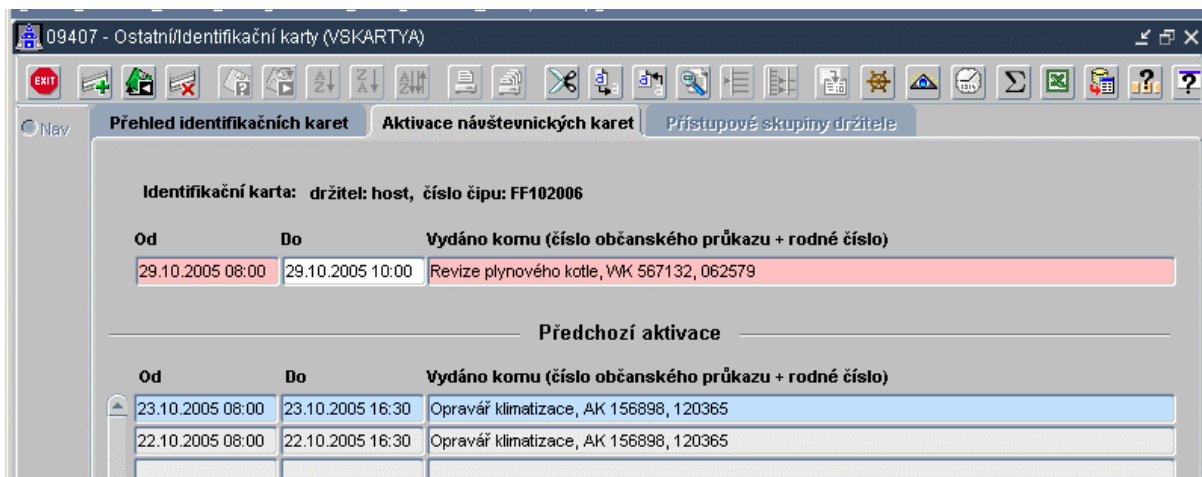 09407 - Ostatní/Identifikační karty (VSKARTYA)
EXIT
Nav
Přehled identifikačních karet Aktivace návštevnických karet Přístupové skupiny držitele
Identifikační karta: držitel: host, číslo čipu: FF102006
Od Do Vydáno komu (číslo občanského průkazu + rodné číslo)
29.10.2005 08:00 29.10.2005 10:00 Revize plynového kotle, WK 567132, 062579
Předchozí aktivace
Od Do Vydáno komu (číslo občanského průkazu + rodné číslo)
23.10.2005 08:00 23.10.2005 16:30 Opravář klimatizace, AK 156898, 120365
22.10.2005 08:00 22.10.2005 16:30 Opravář klimatizace, AK 156898, 120365